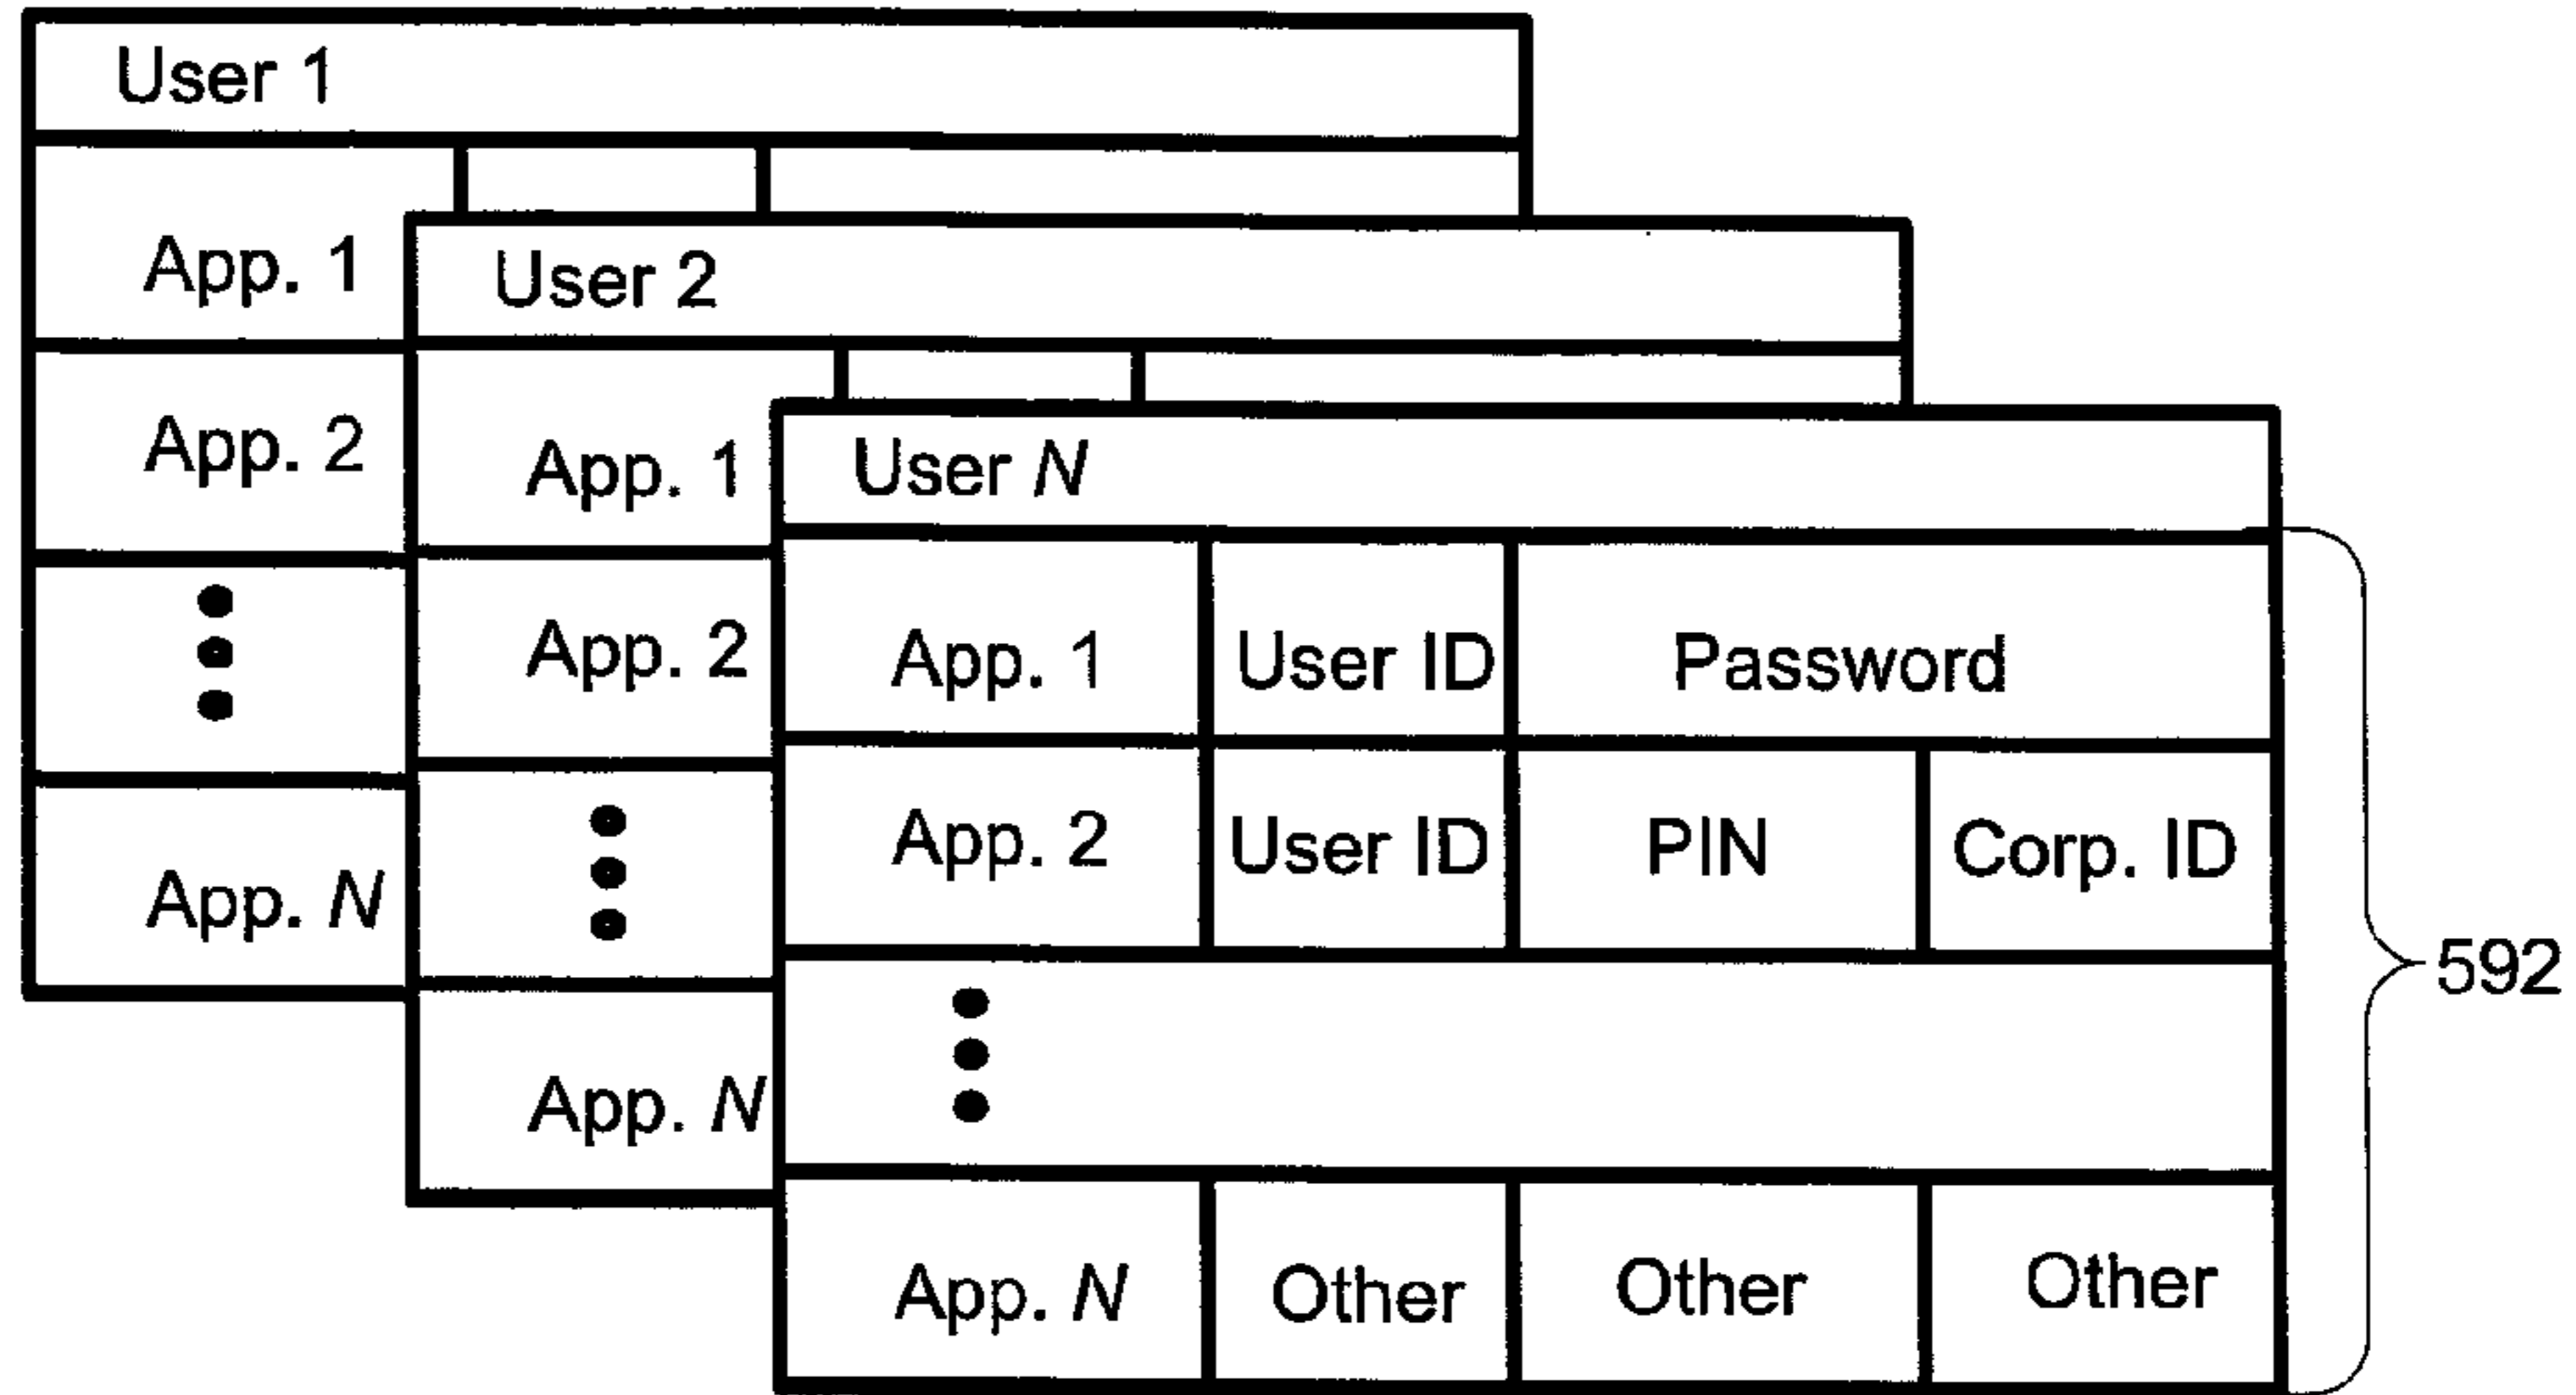 User 1
App. 1
App. 2
App. N
User 2
App. 1
App. 2
App. N
User N
App. 1 User ID Password
App. 2 User ID PIN Corp. ID
App. N Other Other Other
592